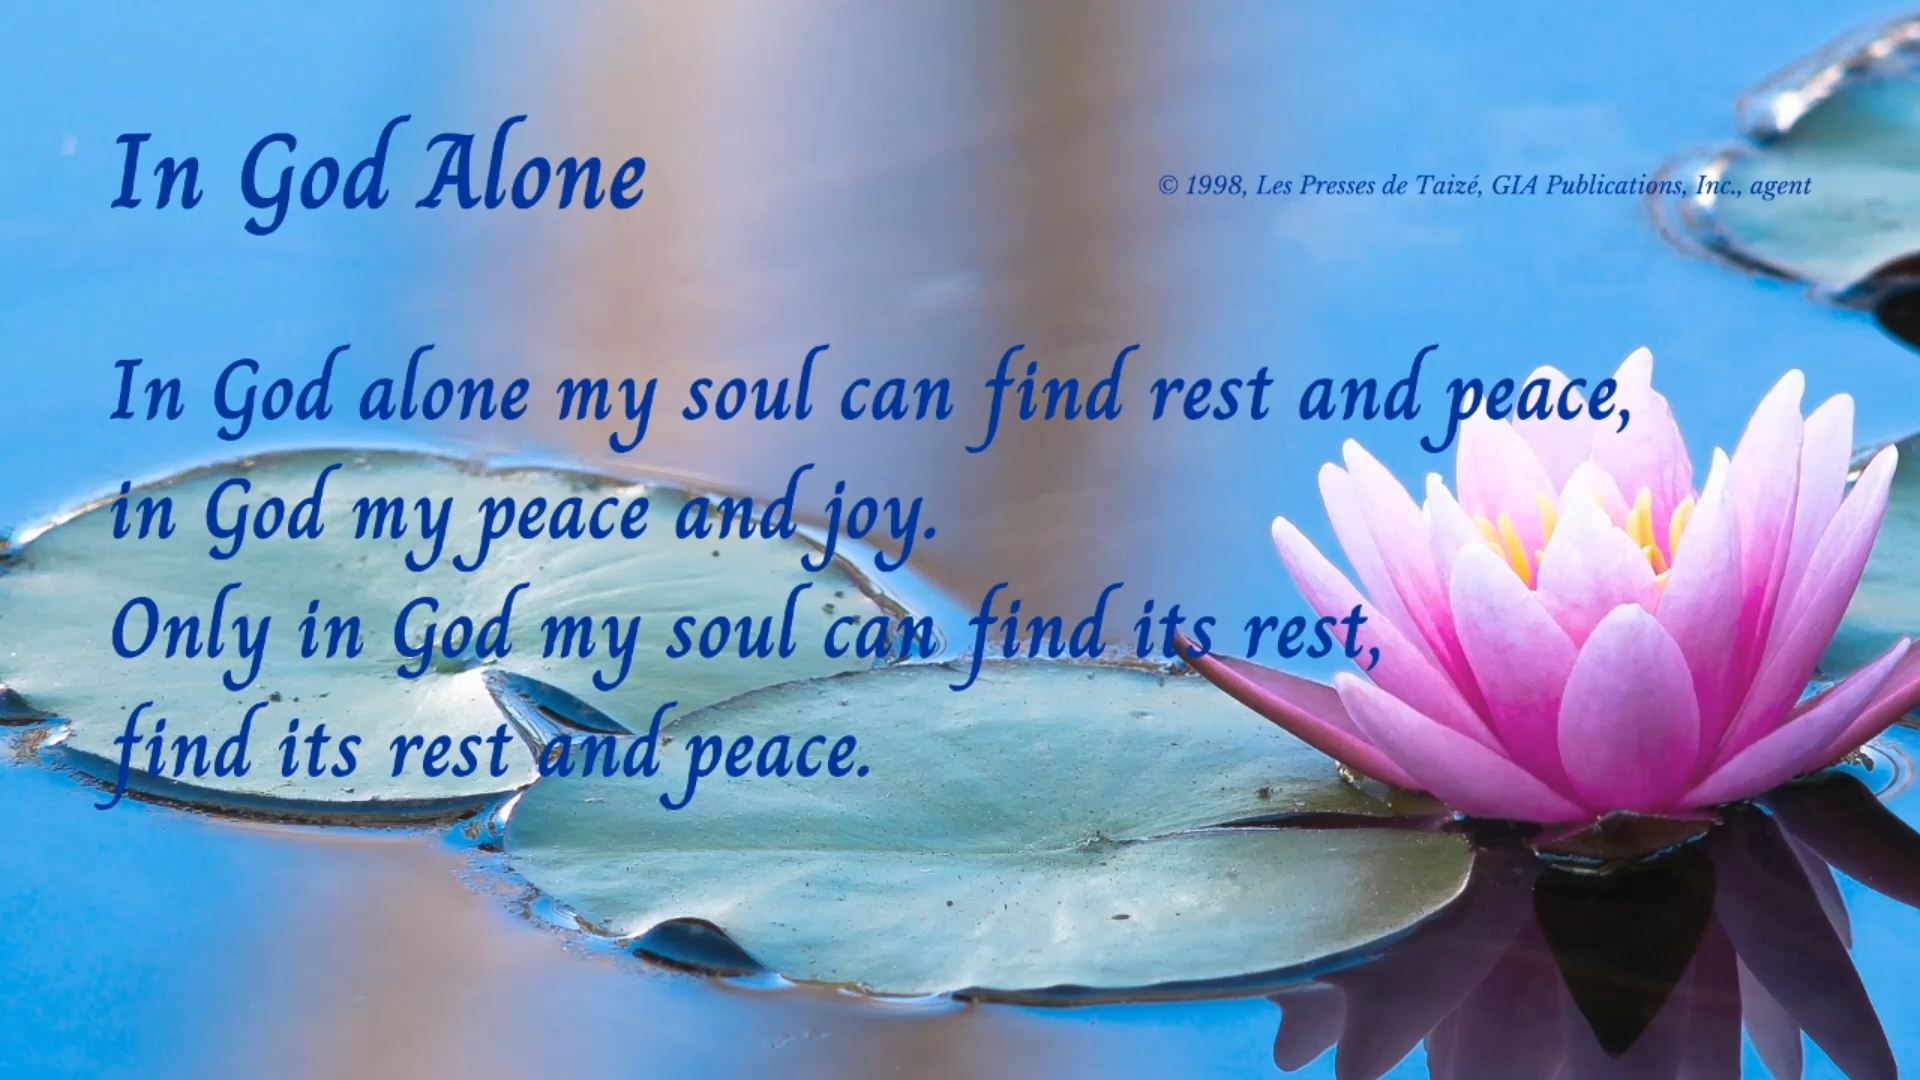 In God Alone
© 1998, Les Presses de Taizé, GIA Publications, Inc., agent
In God alone my soul can find rest and peace,
in God my peace and joy.
Only in God my soul can find its rest,
find its rest and peace.